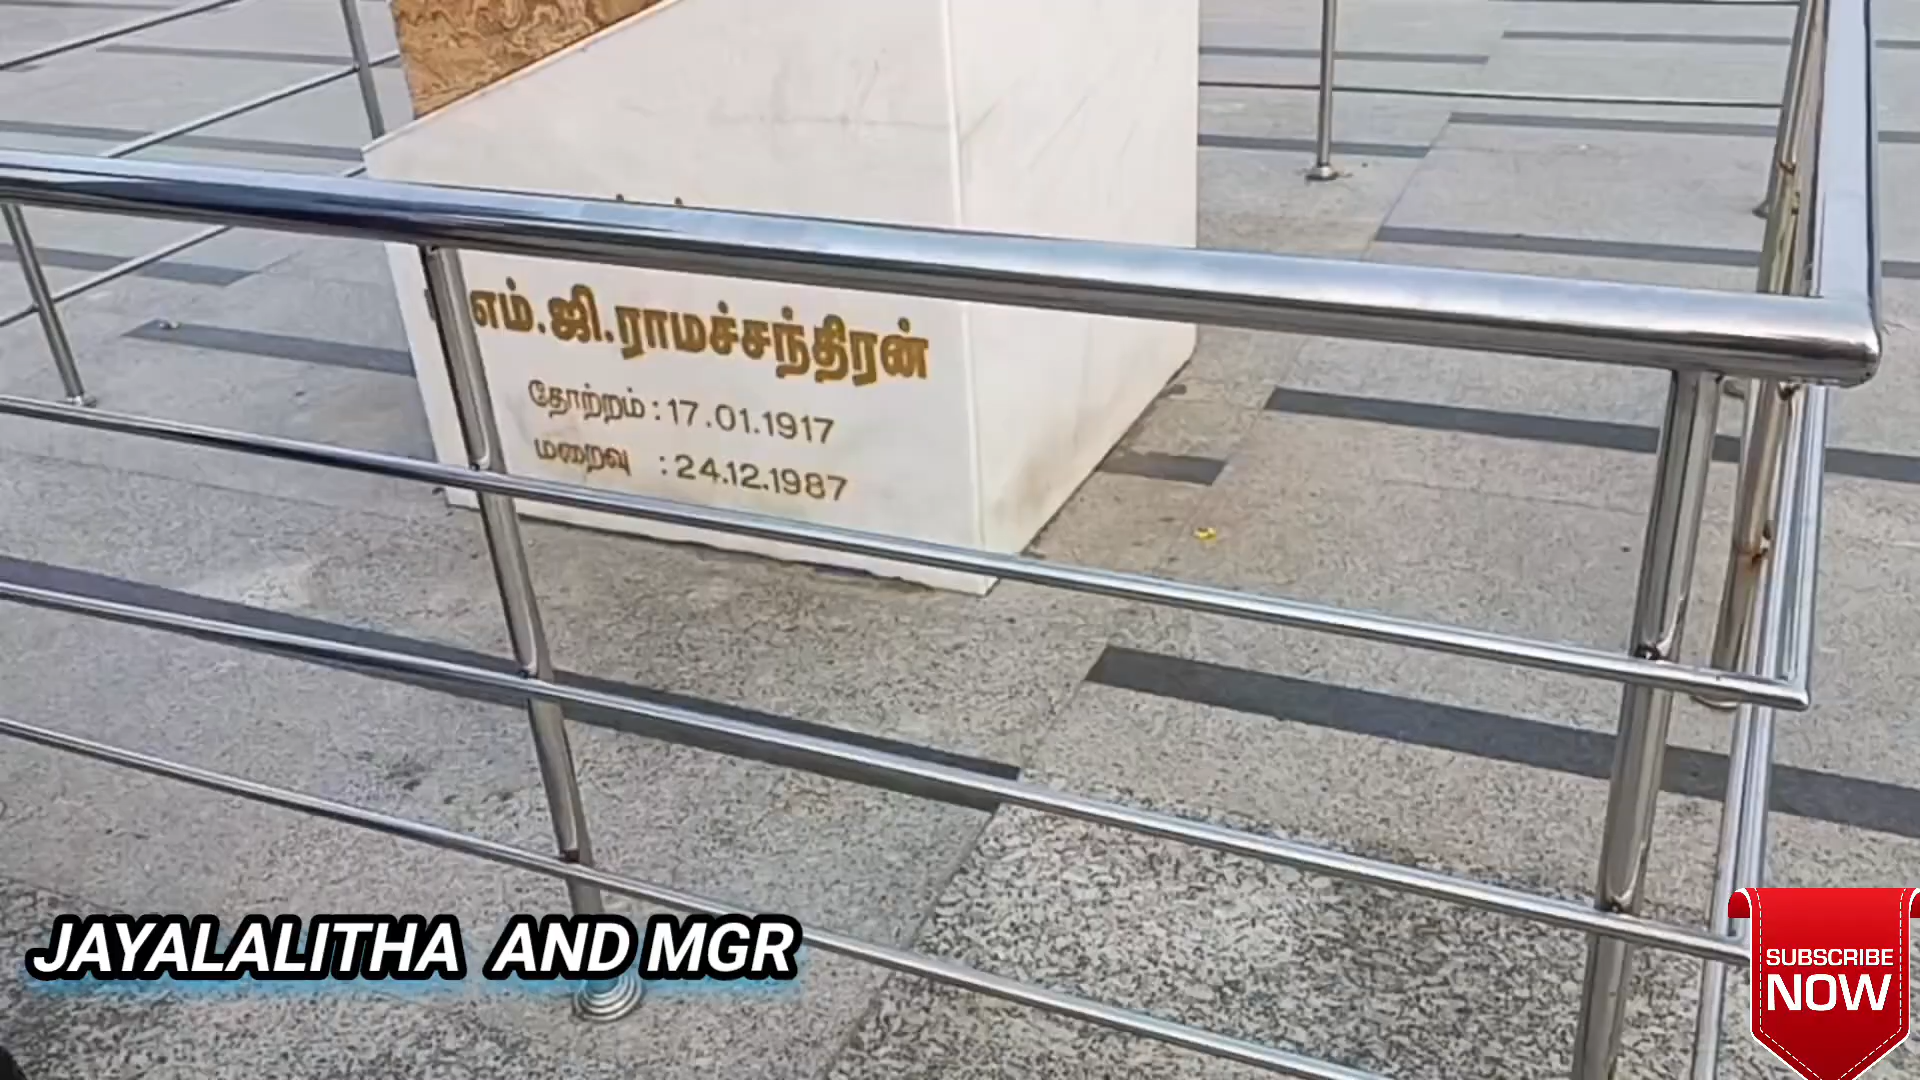 எம்.ஜி.ராமச்சந்திரன்
தோற்றம் : 17.01.1917
மறைவு : 24.12.1987
JAYALALITHA AND MGR
SUBSCRIBE
NOW